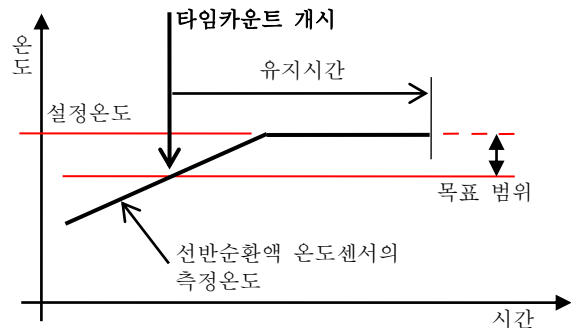 타임카운트 개시
온도
유지시간
설정온도
목표 범위
선반순환액 온도센서의
측정온도
시간